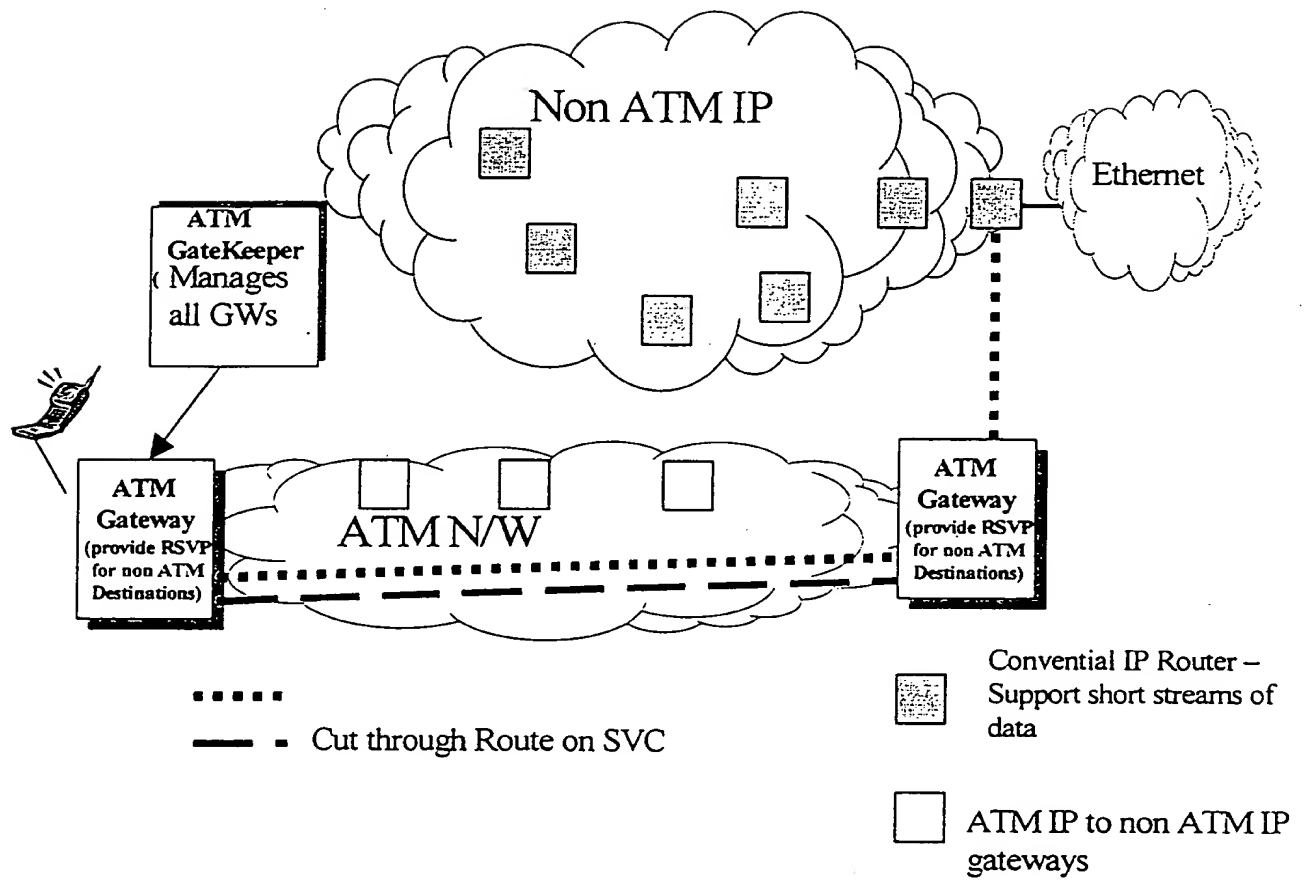 Non ATM IP
Ethernet
ATM
GateKeeper
( Manages
all GWs
ATM
Gateway
(provide RSVP
for non ATM
Destinations)
ATM N/W
ATM
Gateway
(provide RSVP
for non ATM
Destinations)
Cut through Route on SVC
Convential IP Router –
Support short streams of
data
ATM IP to non ATM IP
gateways